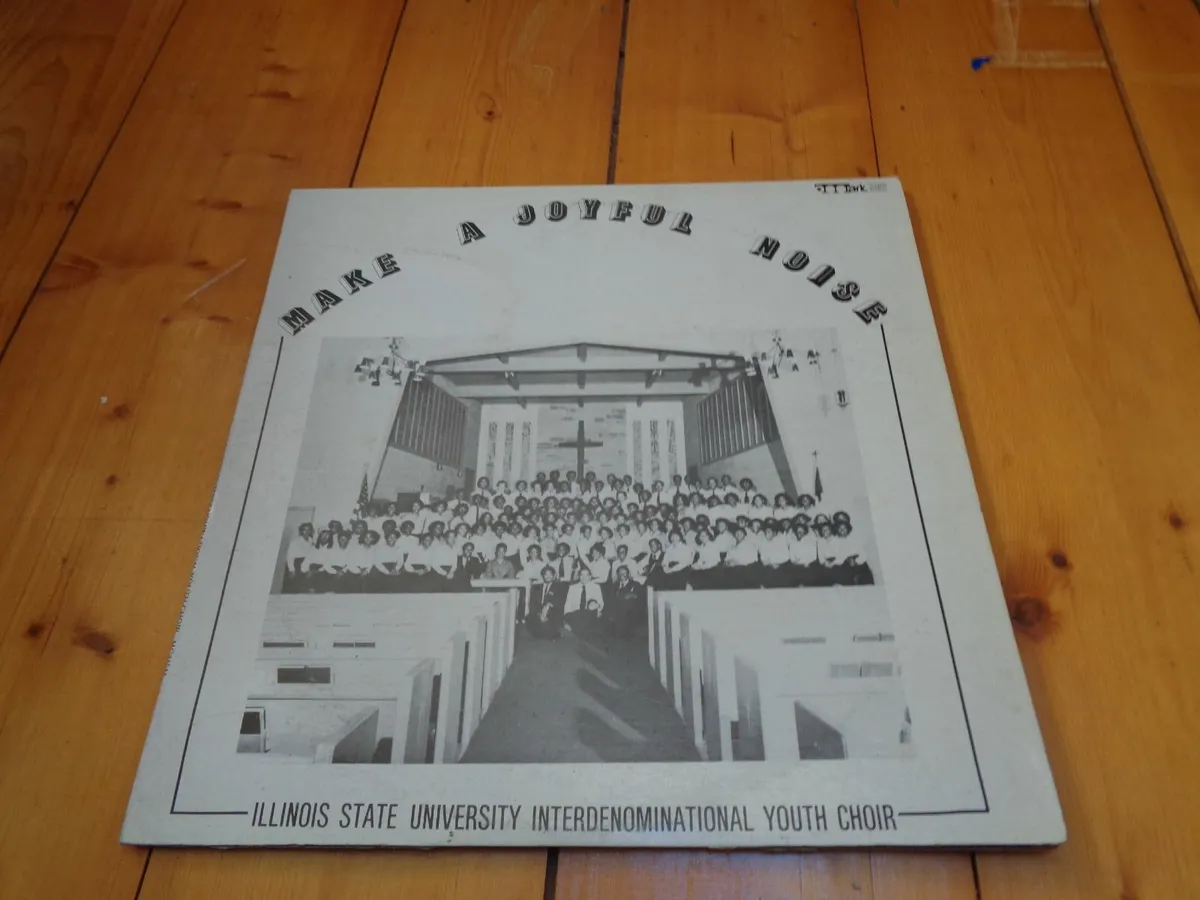 MAKE A JOYFUL NOISE
ILLINOIS STATE UNIVERSITY INTERDENOMINATIONAL YOUTH CHOIR